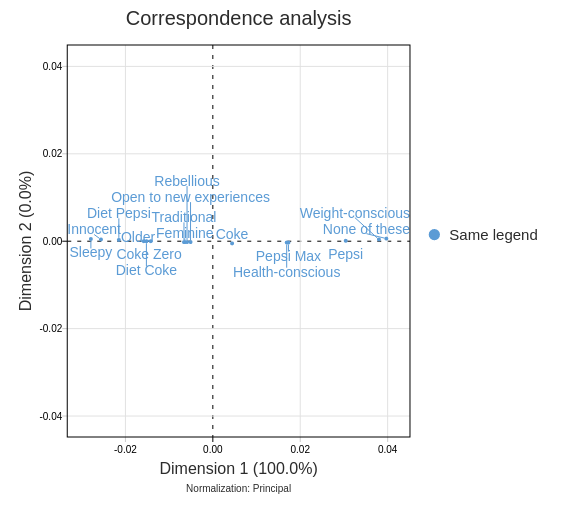 Correspondence analysis
0.04
0.02
Rebellious
Open to new experiences
Diet Pepsi
Traditional
Weight-conscious
Innocent
Older
Feminine
Coke
None of these
0.00
Same legend
Sleepy
Coke Zero
Pepsi Max
Pepsi
Diet Coke
Health-conscious
Dimension 2 (0.0%)
-0.02
-0.04
-0.02
0.00
0.02
0.04
Dimension 1 (100.0%)
Normalization: Principal